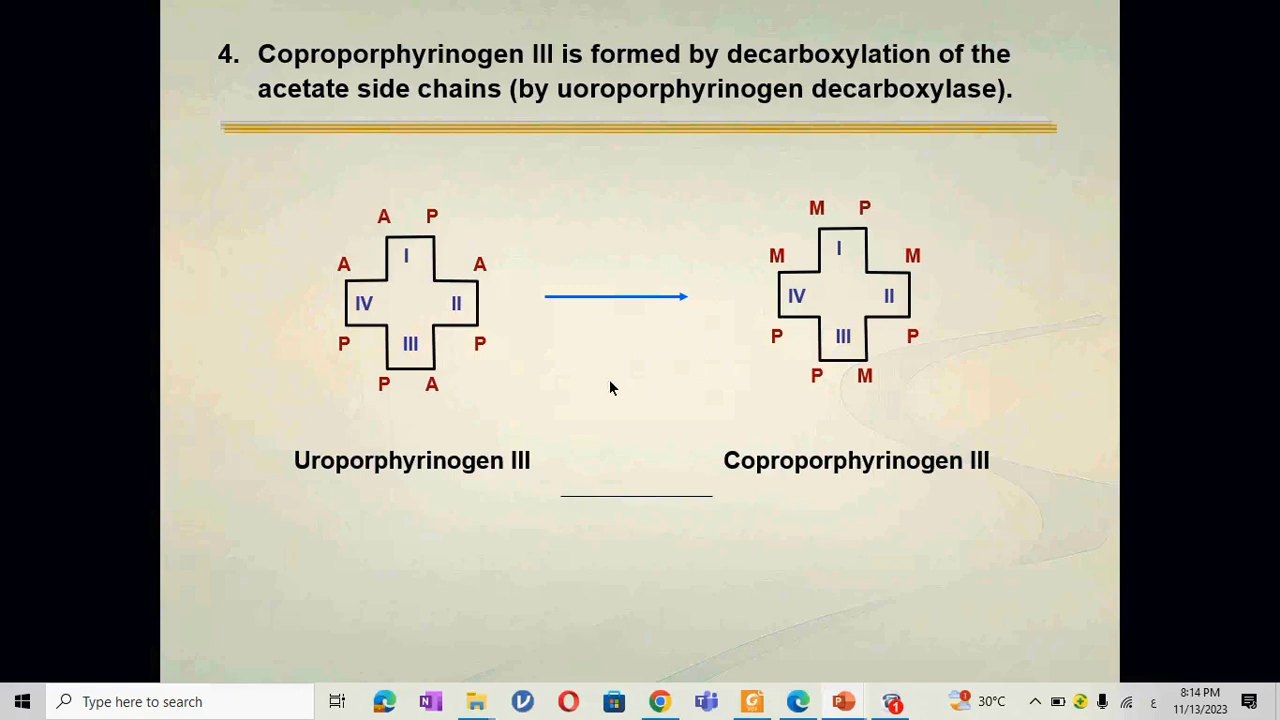 4. Coproporphyrinogen III is formed by decarboxylation of the
acetate side chains (by uoroporphyrinogen decarboxylase).
A P
I
A A
IV II
P P
III
P A
M P
I
M M
IV II
P P
III
P M
Uroporphyrinogen III
Coproporphyrinogen III
Type here to search
30°C
ع
8:14 PM
11/13/2023